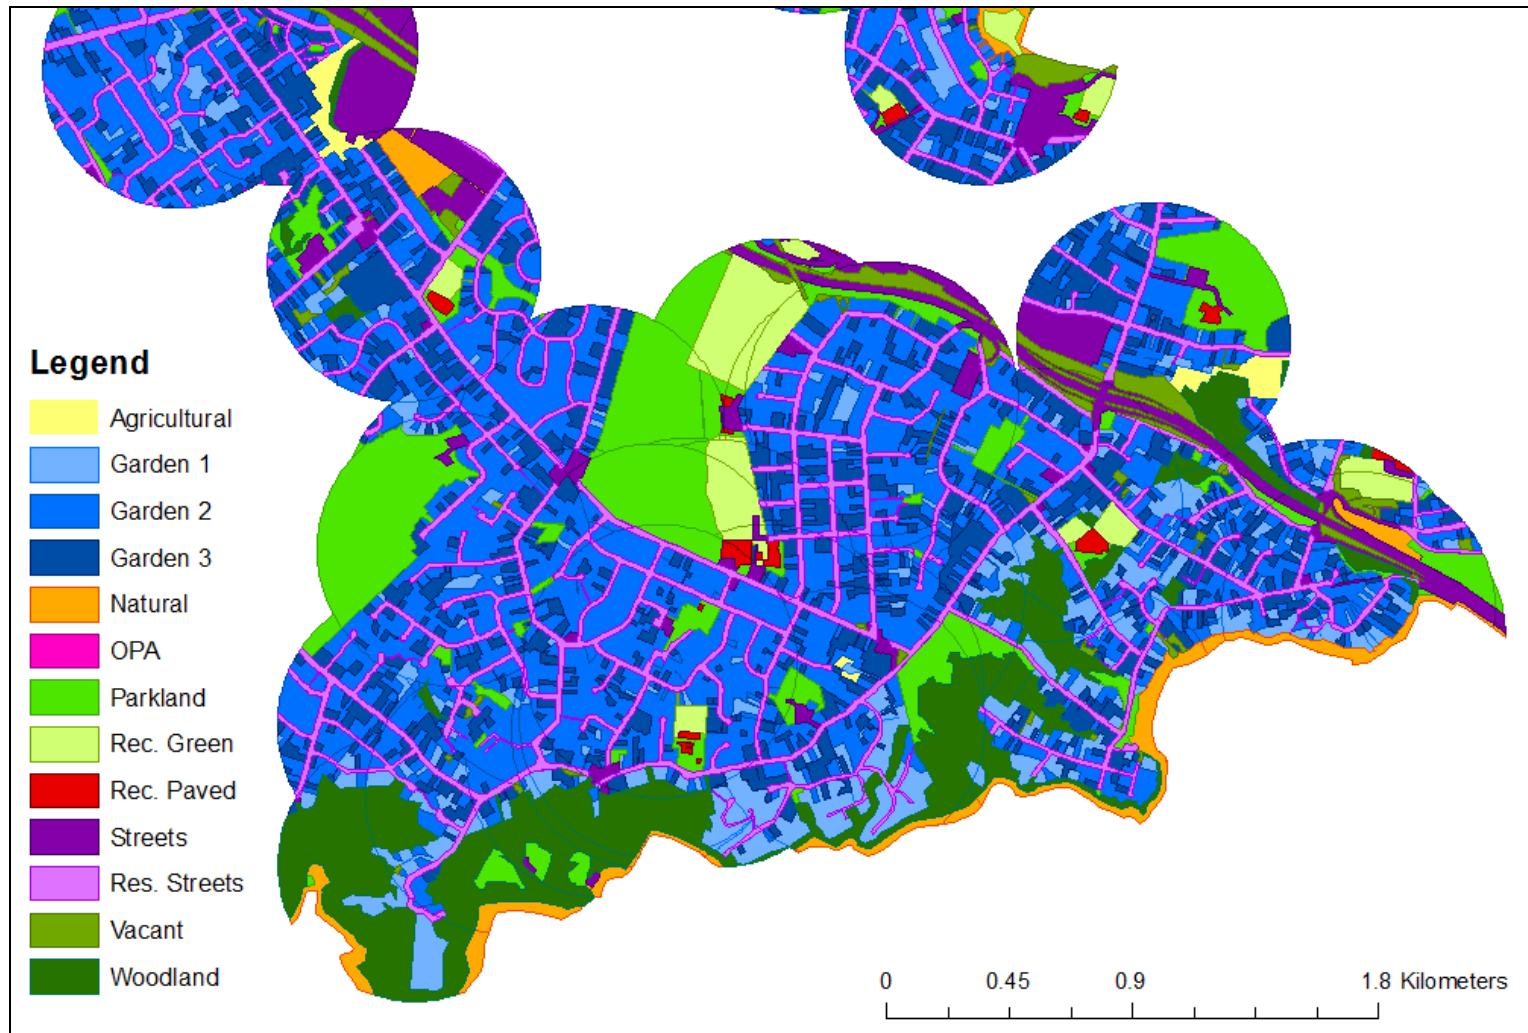 Legend
Agricultural
Garden 1
Garden 2
Garden 3
Natural
OPA
Parkland
Rec. Green
Rec. Paved
Streets
Res. Streets
Vacant
Woodland
0 0.45 0.9 1.8 Kilometers